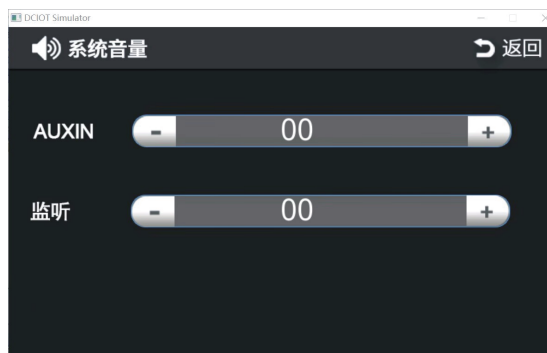 DCIOT Simulator
系统音量 返回
AUXIN - 00 +
监听 - 00 +